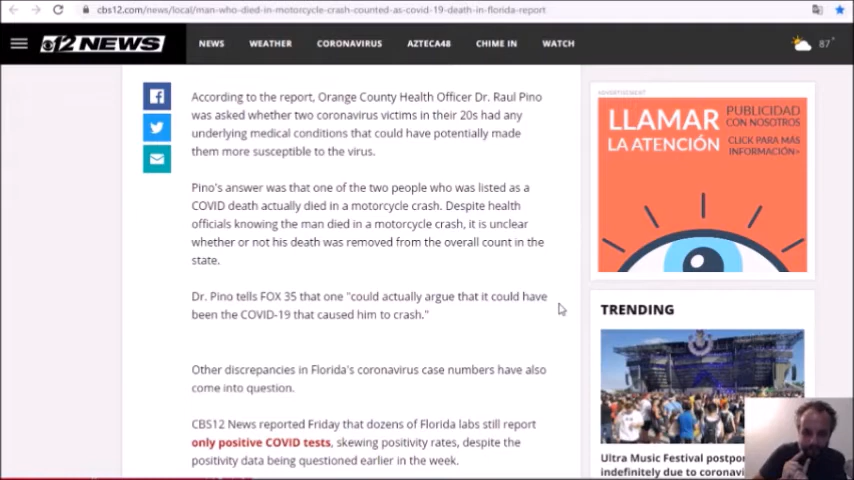 cbs12.com/news/local/man-who-died-in-motorcycle-crash-counted-as-covid-19-death-in-florida-report
12 NEWS
NEWS
WEATHER
CORONAVIRUS
AZTECA48
CHIME IN
WATCH
87°
According to the report, Orange County Health Officer Dr. Raul Pino
was asked whether two coronavirus victims in their 20s had any
underlying medical conditions that could have potentially made
them more susceptible to the virus.
Pino's answer was that one of the two people who was listed as a
COVID death actually died in a motorcycle crash. Despite health
officials knowing the man died in a motorcycle crash, it is unclear
whether or not his death was removed from the overall count in the
state.
Dr. Pino tells FOX 35 that one "could actually argue that it could have
been the COVID-19 that caused him to crash."
Other discrepancies in Florida's coronavirus case numbers have also
come into question.
CBS12 News reported Friday that dozens of Florida labs still report
only positive COVID tests, skewing positivity rates, despite the
positivity data being questioned earlier in the week.
ADVERTISEMENT
LLAMAR
LA ATENCIÓN
PUBLICIDAD
CON NOSOTROS
CLICK PARA MÁS
INFORMACIÓN>
TRENDING
Ultra Music Festival postpon
indefinitely due to coronavi